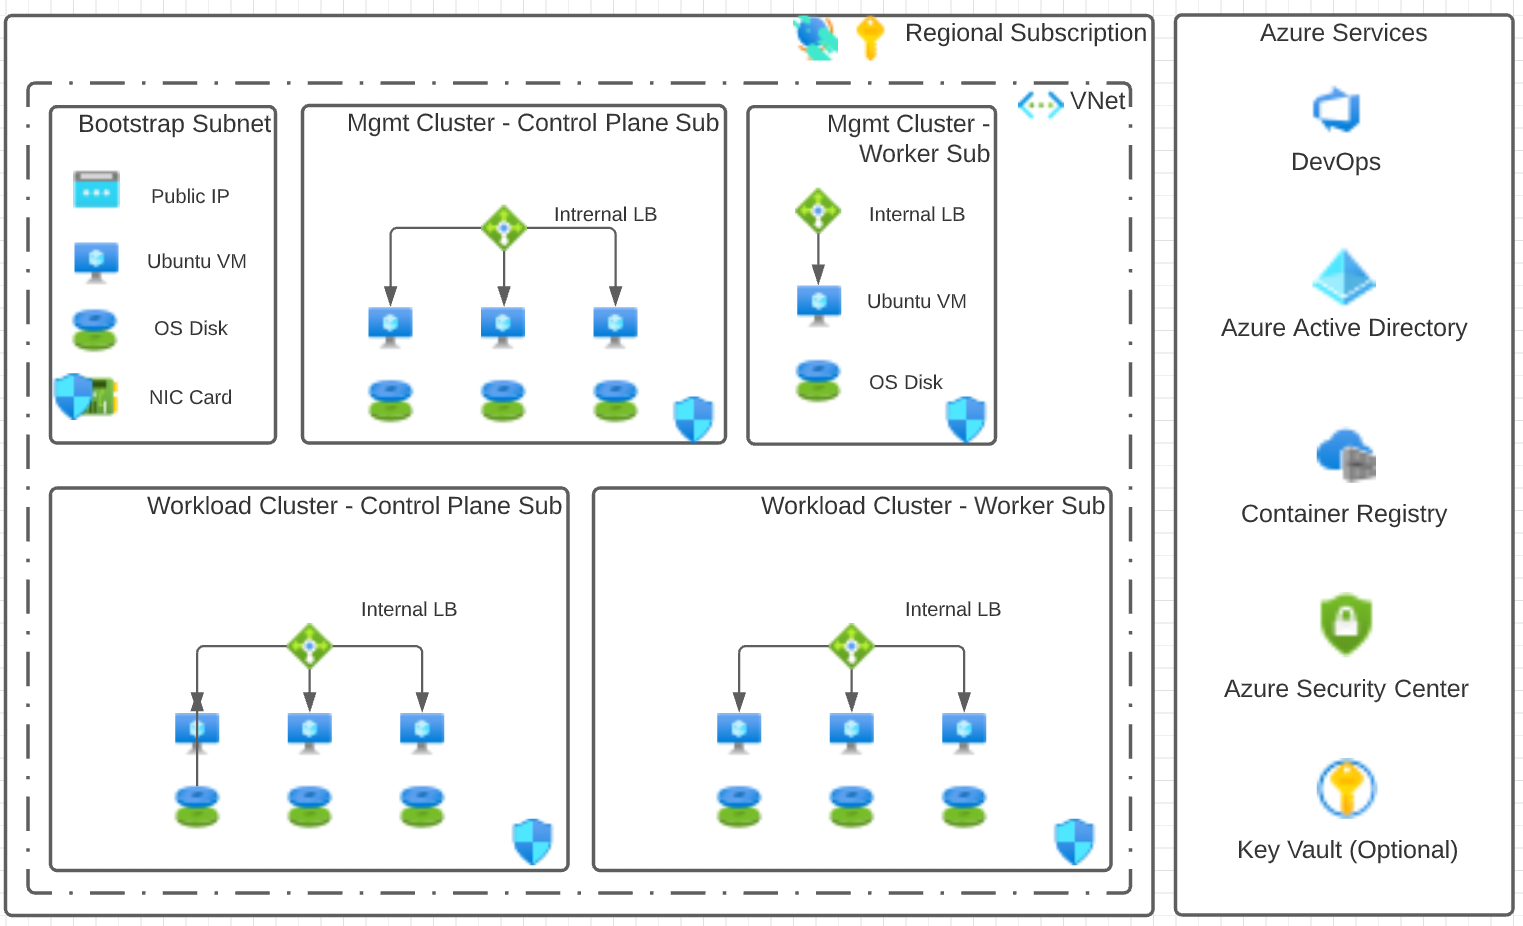 Regional Subscription
VNet
Bootstrap Subnet
Public IP
Ubuntu VM
OS Disk
NIC Card
Mgmt Cluster - Control Plane Sub
Intrernal LB
Mgmt Cluster -
Worker Sub
Internal LB
Ubuntu VM
OS Disk
Workload Cluster - Control Plane Sub
Internal LB
Workload Cluster - Worker Sub
Internal LB
Azure Services
DevOps
Azure Active Directory
Container Registry
Azure Security Center
Key Vault (Optional)